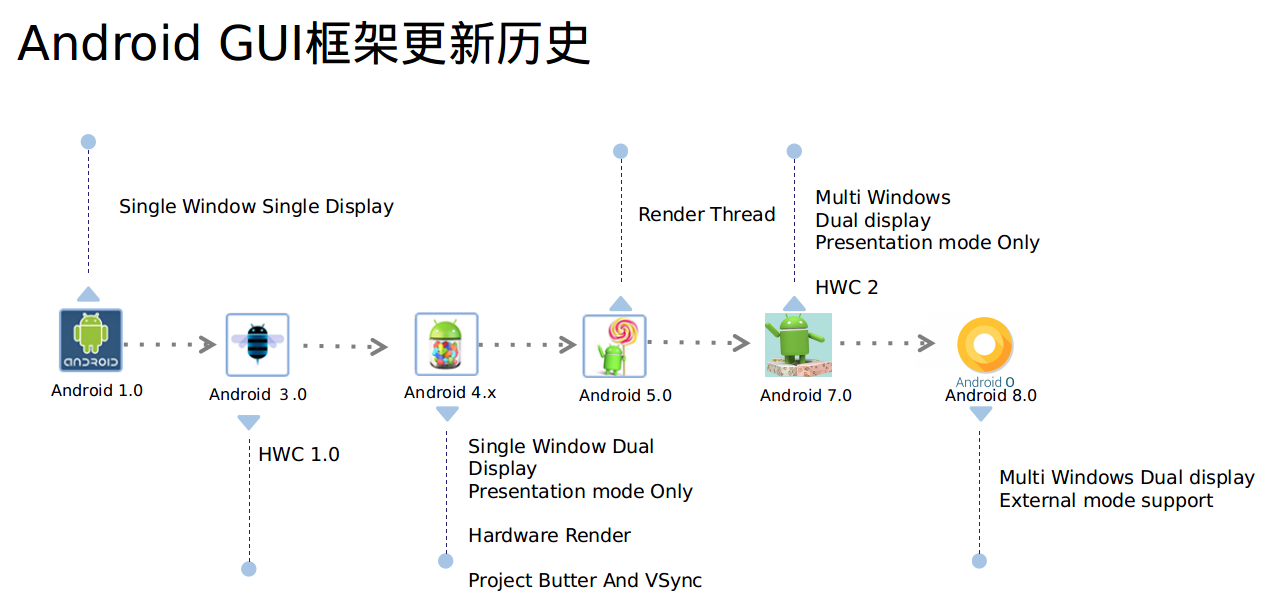 Android GUI框架更新历史
Single Window Single Display
Render Thread
Multi Windows
Dual display
Presentation mode Only
HWC 2
ANDROID
Android O
Android 1.0
Android 3.0
Android 4.x
Android 5.0
Android 7.0
Android 8.0
HWC 1.0
Single Window Dual
Display
Presentation mode Only
Hardware Render
Project Butter And VSync
Multi Windows Dual display
External mode support